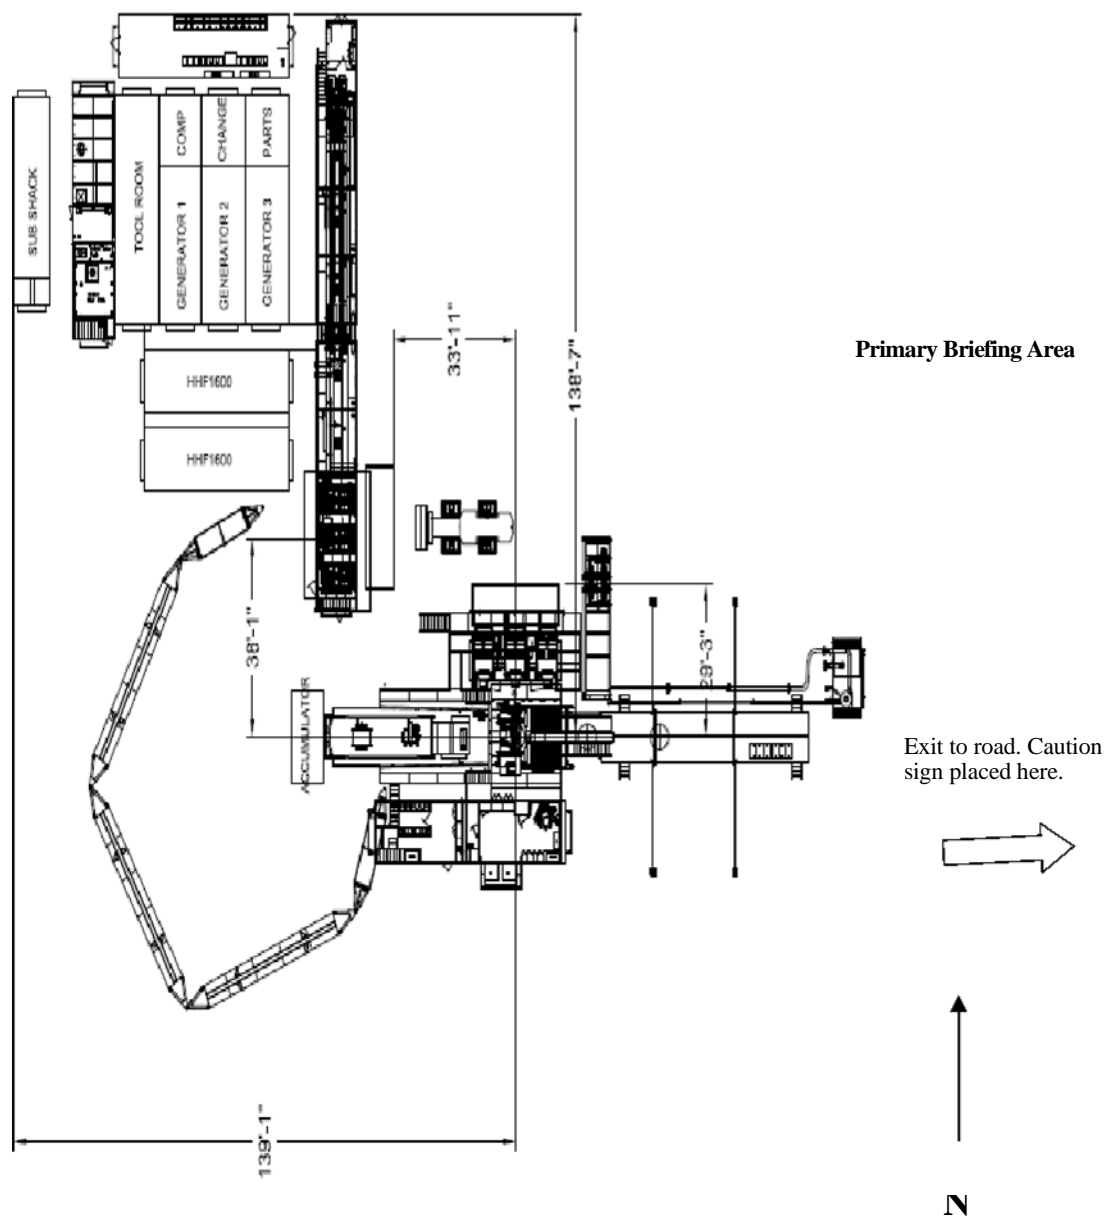 COMP
CHANGE
PARTS
SUB SHACK
TOOL ROOM
GENERATOR 1
GENERATOR 2
GENERATOR 3
33'-11"
138'-7"
Primary Briefing Area
HHF1600
HHF1600
38'-1"
29'-3"
ACCUMULATOR
Exit to road. Caution
sign placed here.
139'-1"
N